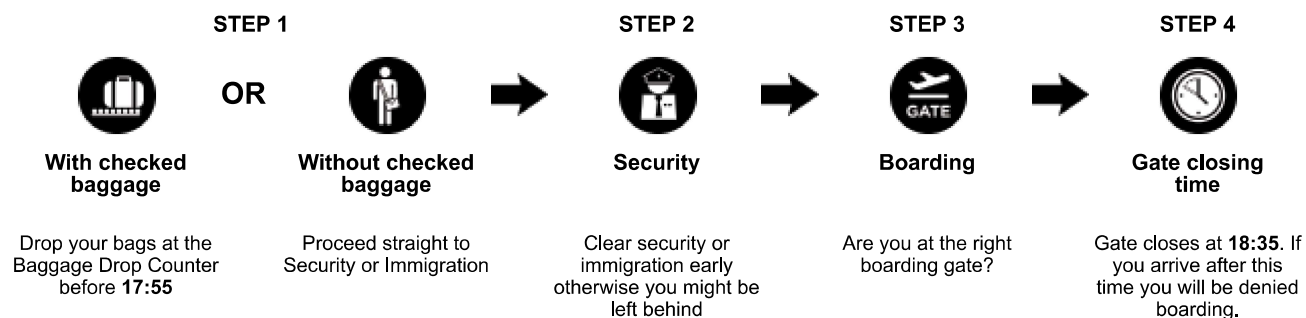 STEP 1
STEP 2
STEP 3
STEP 4
OR
GATE
With checked
baggage
Without checked
baggage
Security
Boarding
Gate closing
time
Drop your bags at the
Baggage Drop Counter
before 17:55
Proceed straight to
Security or Immigration
Clear security or
immigration early
otherwise you might be
left behind
Are you at the right
boarding gate?
Gate closes at 18:35. If
you arrive after this
time you will be denied
boarding.